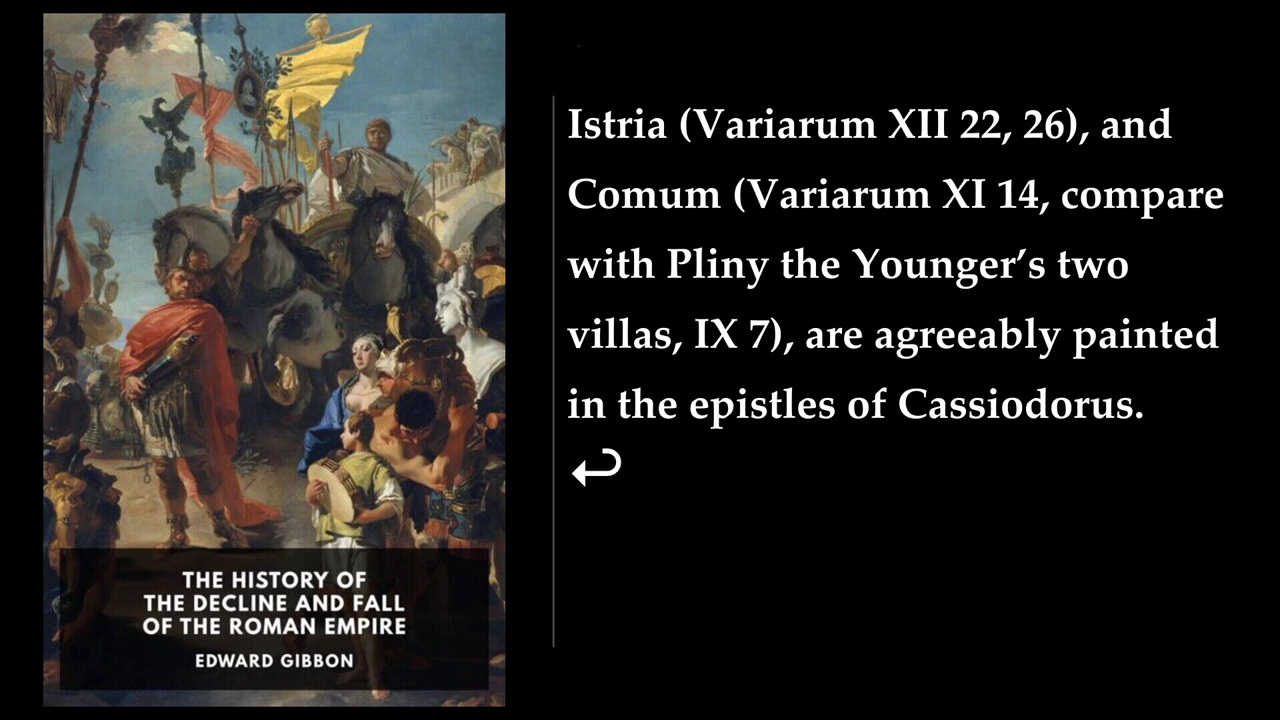 THE HISTORY OF
THE DECLINE AND FALL
OF THE ROMAN EMPIRE
EDWARD GIBBON
Istria (Variarum XII 22, 26), and
Comum (Variarum XI 14, compare
with Pliny the Younger’s two
villas, IX 7), are agreeably painted
in the epistles of Cassiodorus.
↩